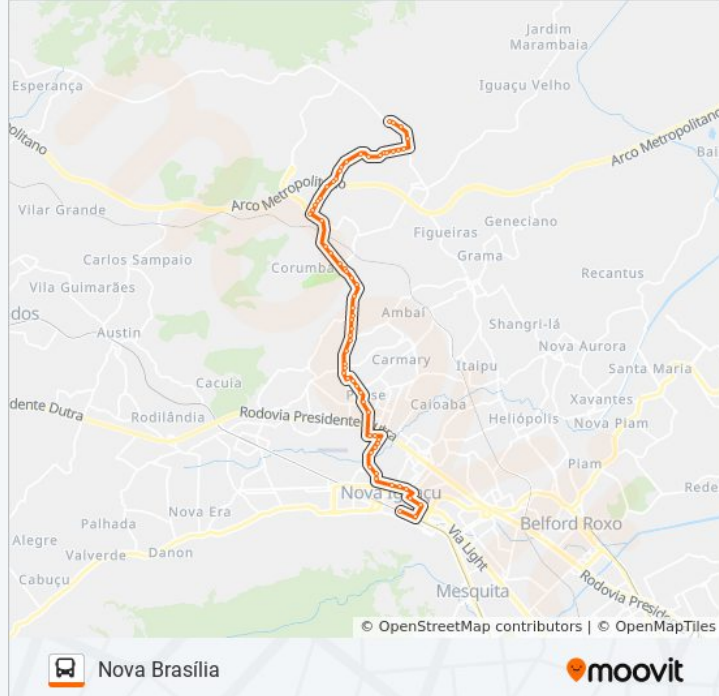 Jardim
Marambaia
Esperança
Iguaçu Velho
Arco Metropolitano
politano
Bai
Arco Metropolitano
Vilar Grande
Geneciano
Figueiras
Carlos Sampaio
Grama
Corumba
Recantus
Vila Guimarães
dos
Ambaí
Shangri-lá
Austin
Nova Aurora
Carmary
Itaipu
Santa Maria
Cacuia
Caioaba
Xavantes
dente Dutra
Rodilândia
Rodovia Presidente
utra
Heliópolis
Nova Piam
Piam
Nova Iguaçu
Rede
Nova Era
Palhada
Belford Roxo
Alegre
Valverde
Danon
Via Light
Cabuçu
Mesquita
Rodovia Preside
© OpenStreetMap contributors | © OpenMapTiles
Nova Brasília
moovit